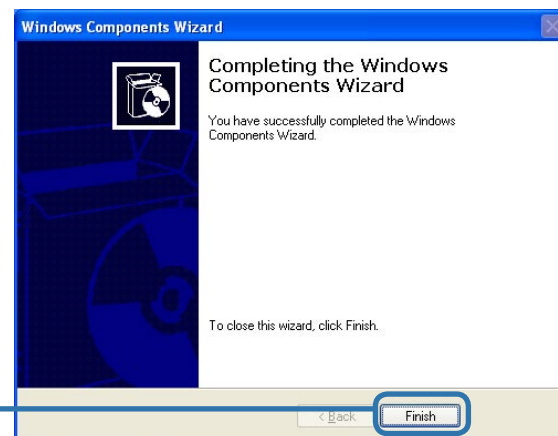 Windows Components Wizard
Completing the Windows
Components Wizard
You have successfully completed the Windows
Components Wizard.
To close this wizard, click Finish.
< Back
Finish